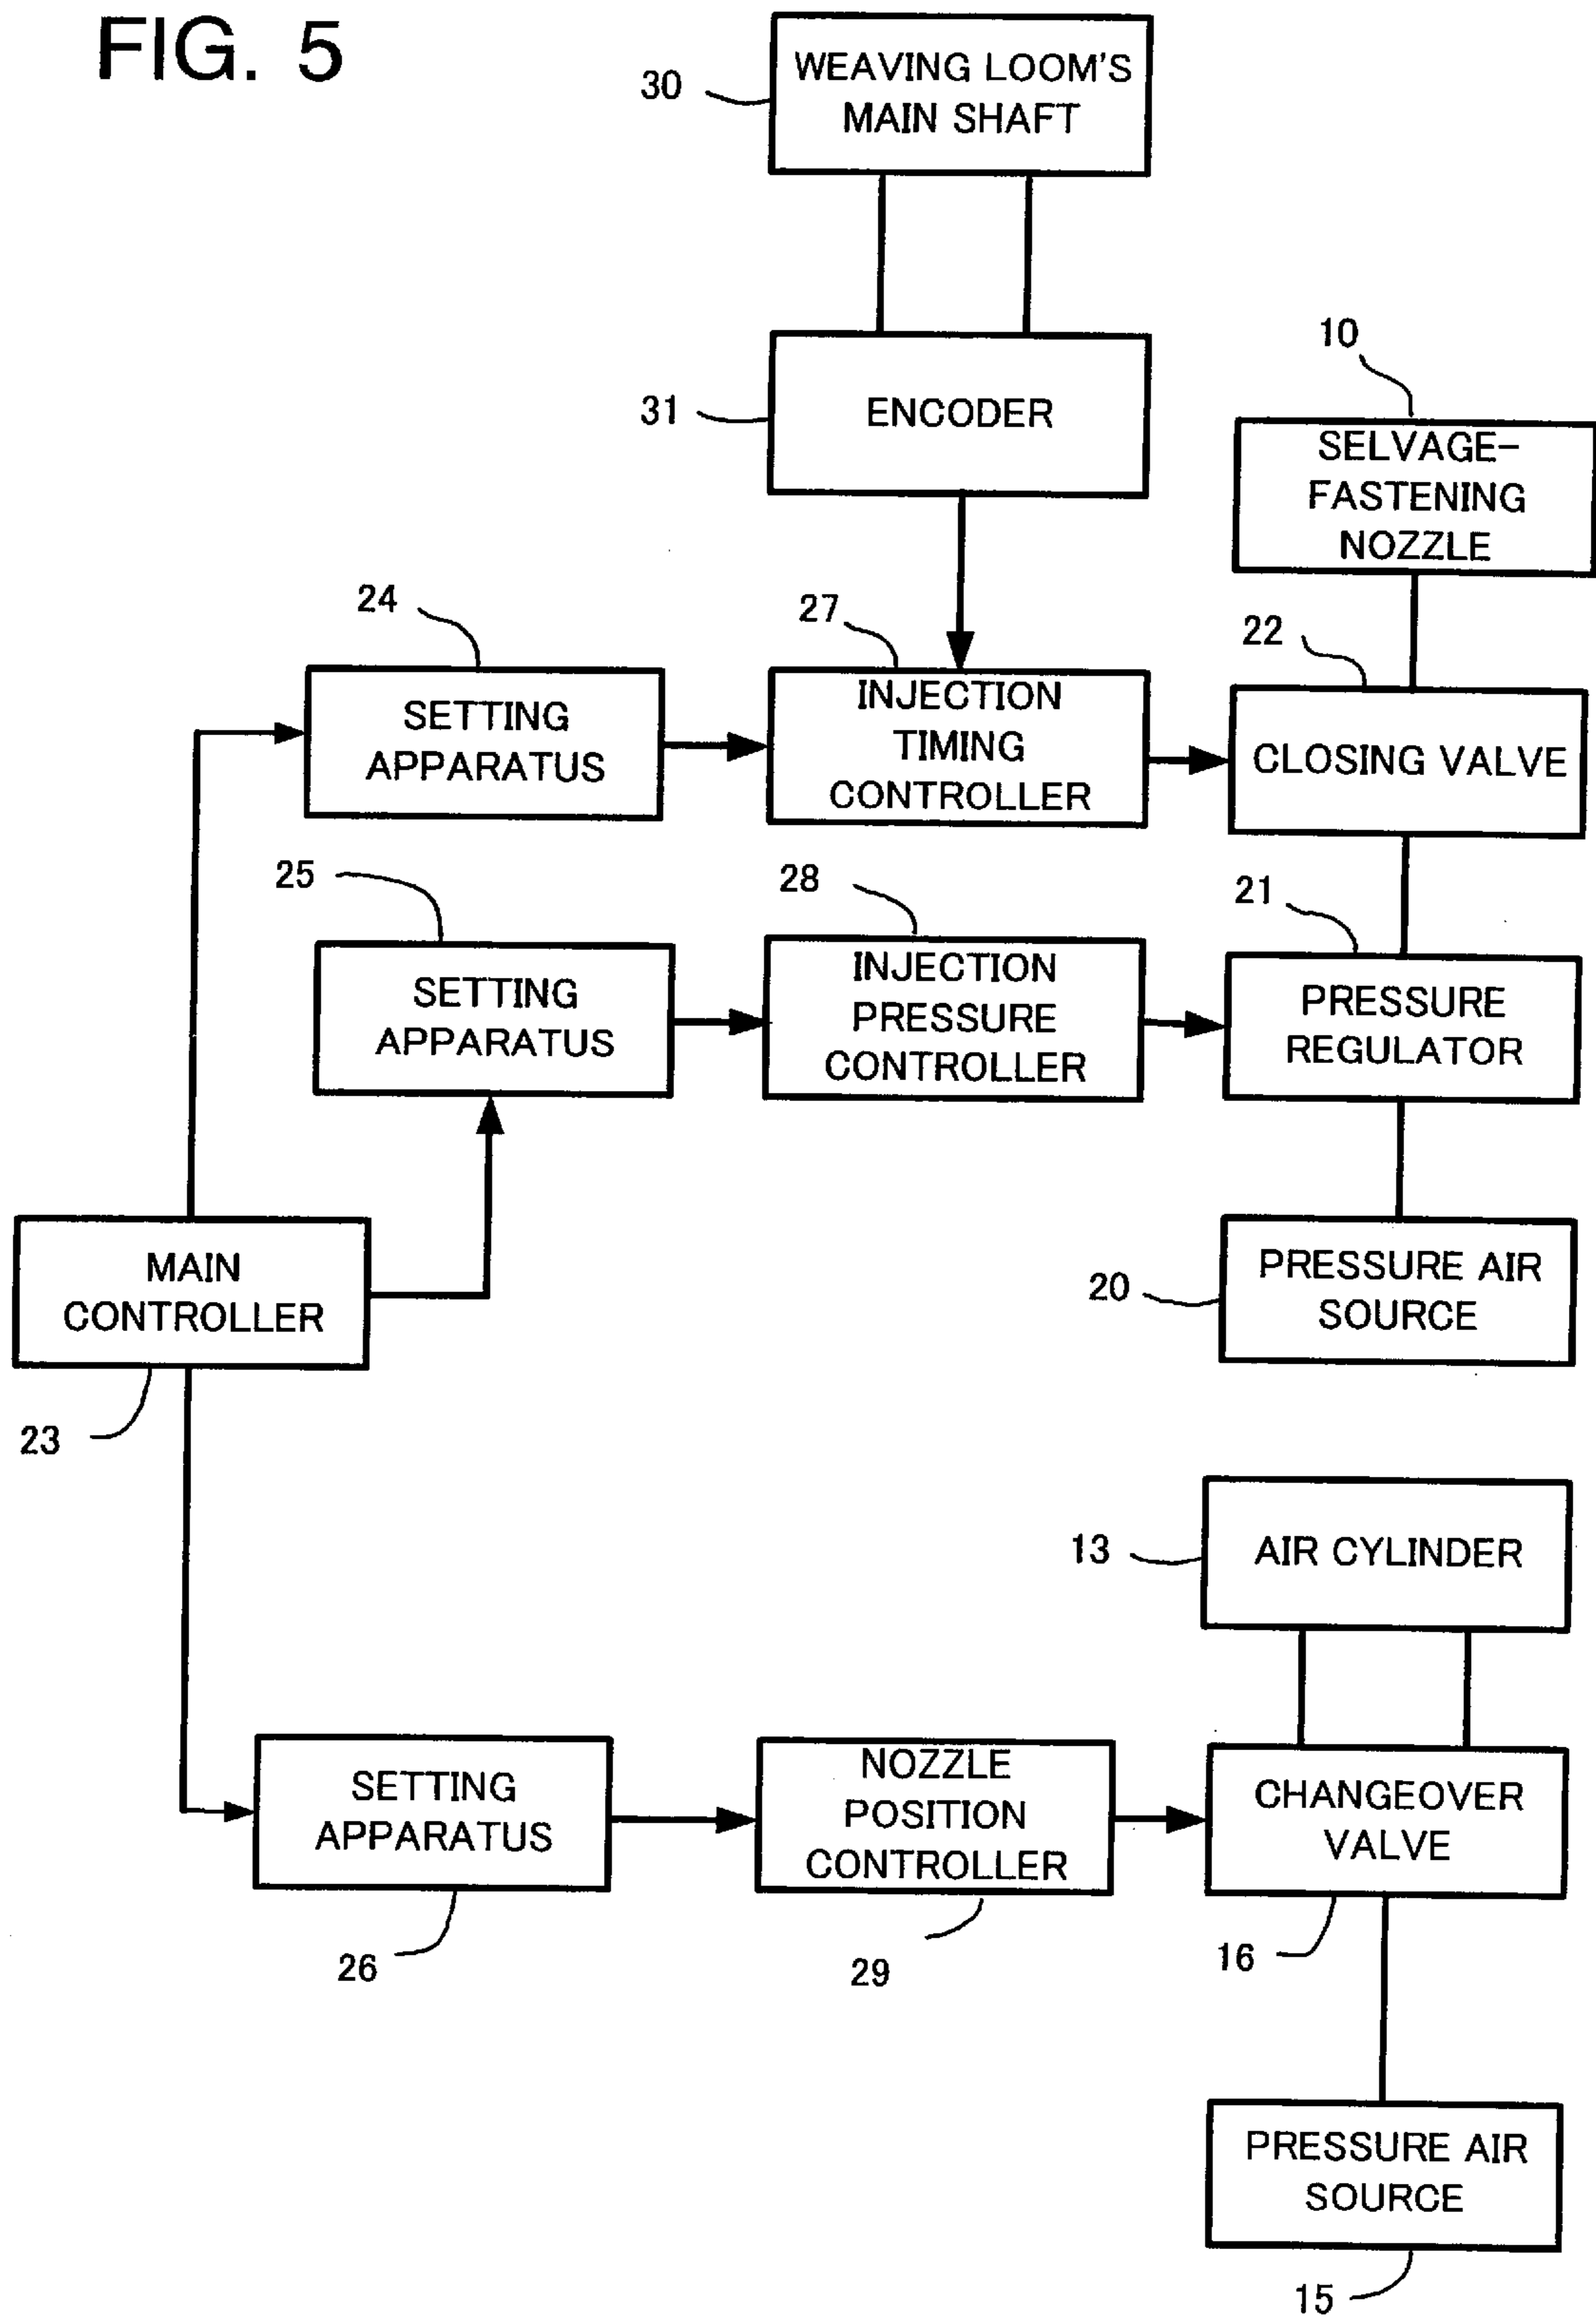 FIG. 5
30
WEAVING LOOM'S
MAIN SHAFT
31
ENCODER
10
SELVAGE-
FASTENING
NOZZLE
24
SETTING
APPARATUS
27
INJECTION
TIMING
CONTROLLER
22
CLOSING VALVE
25
SETTING
APPARATUS
28
INJECTION
PRESSURE
CONTROLLER
21
PRESSURE
REGULATOR
MAIN
CONTROLLER
23
20
PRESSURE AIR
SOURCE
13
AIR CYLINDER
SETTING
APPARATUS
26
NOZZLE
POSITION
CONTROLLER
29
CHANGEOVER
VALVE
16
PRESSURE AIR
SOURCE
15